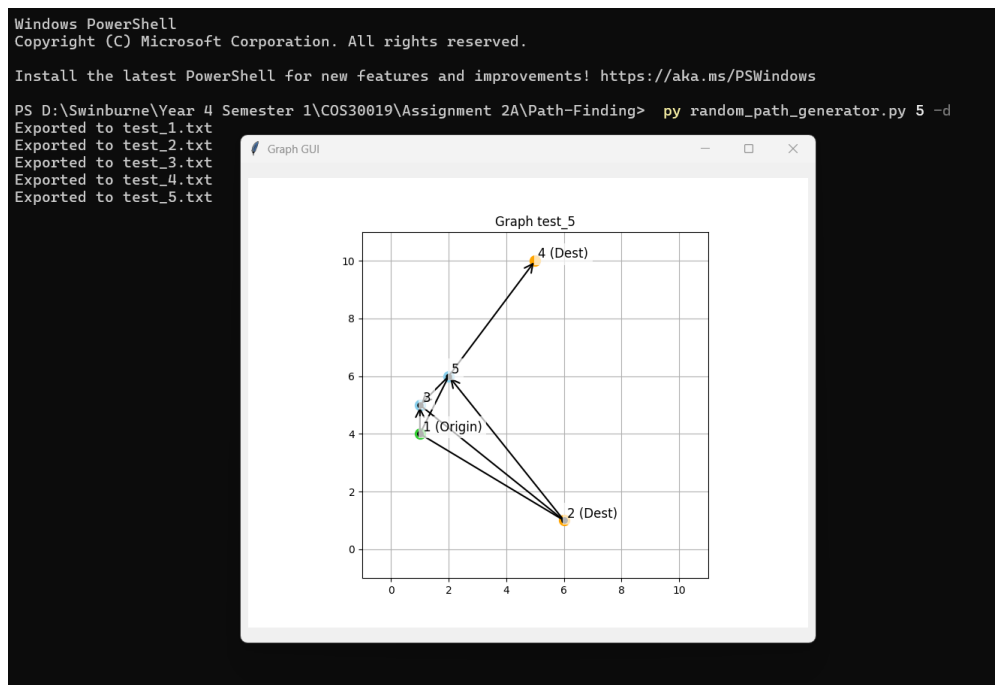 Windows PowerShell
Copyright (C) Microsoft Corporation. All rights reserved.
Install the latest PowerShell for new features and improvements! https://aka.ms/PSWindows
PS D:\Swinburne\Year 4 Semester 1\COS30019\Assignment 2A\Path-Finding>  py random_path_generator.py 5 -d
Exported to test_1.txt
Exported to test_2.txt
Exported to test_3.txt
Exported to test_4.txt
Exported to test_5.txt
Graph GUI
Graph test_5
4 (Dest)
10
8
5
6
3
1 (Origin)
4
2
2 (Dest)
0
0 2 4 6 8 10